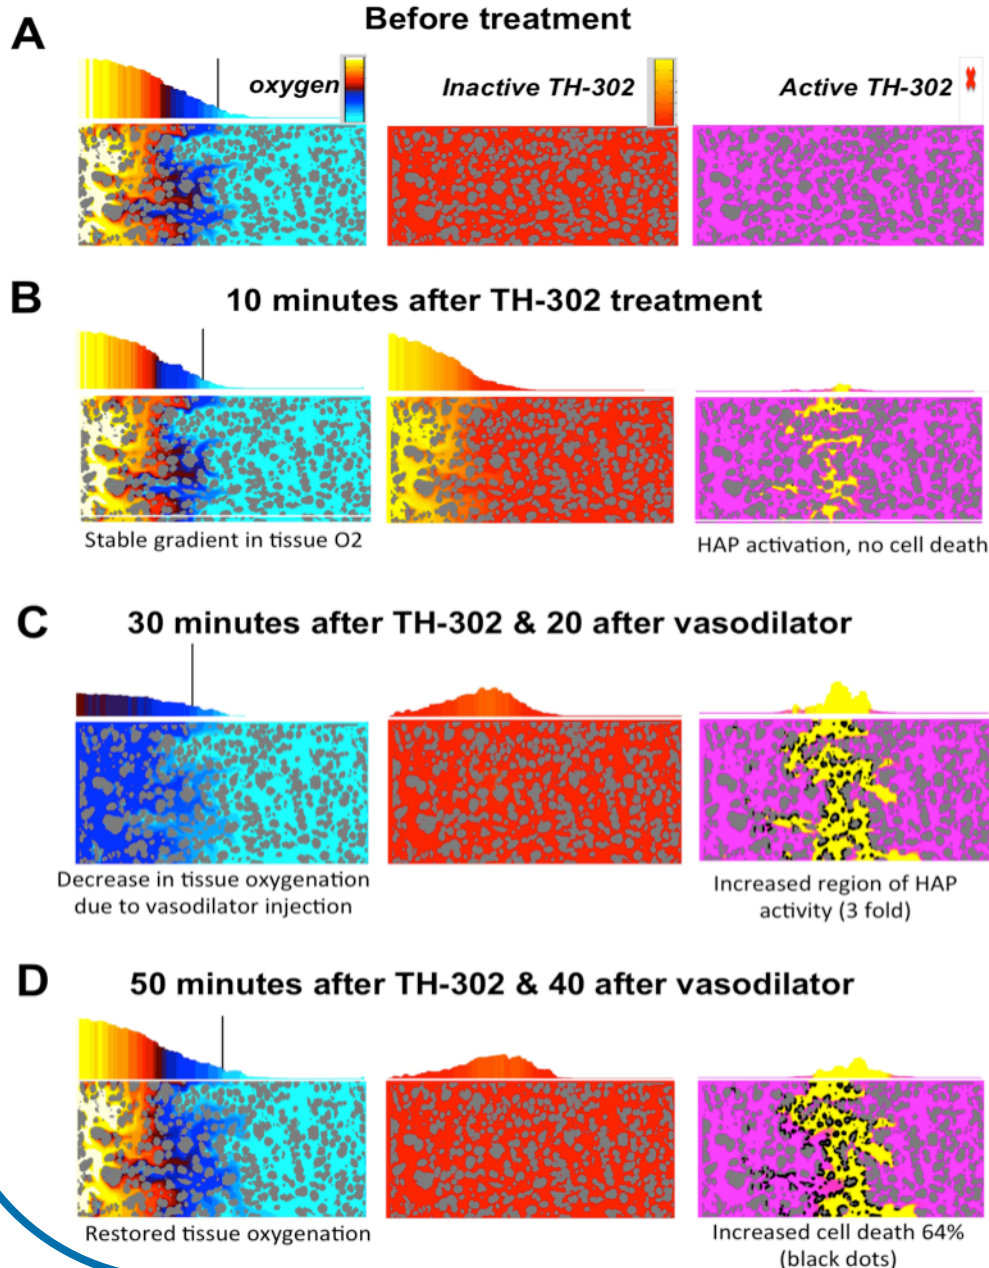 A
Before treatment
oxygen
Inactive TH-302
Active TH-302
B
10 minutes after TH-302 treatment
Stable gradient in tissue O2
HAP activation, no cell death
C
30 minutes after TH-302 & 20 after vasodilator
Decrease in tissue oxygenation
due to vasodilator injection
Increased region of HAP
activity (3 fold)
D
50 minutes after TH-302 & 40 after vasodilator
Restored tissue oxygenation
Increased cell death 64%
(black dots)